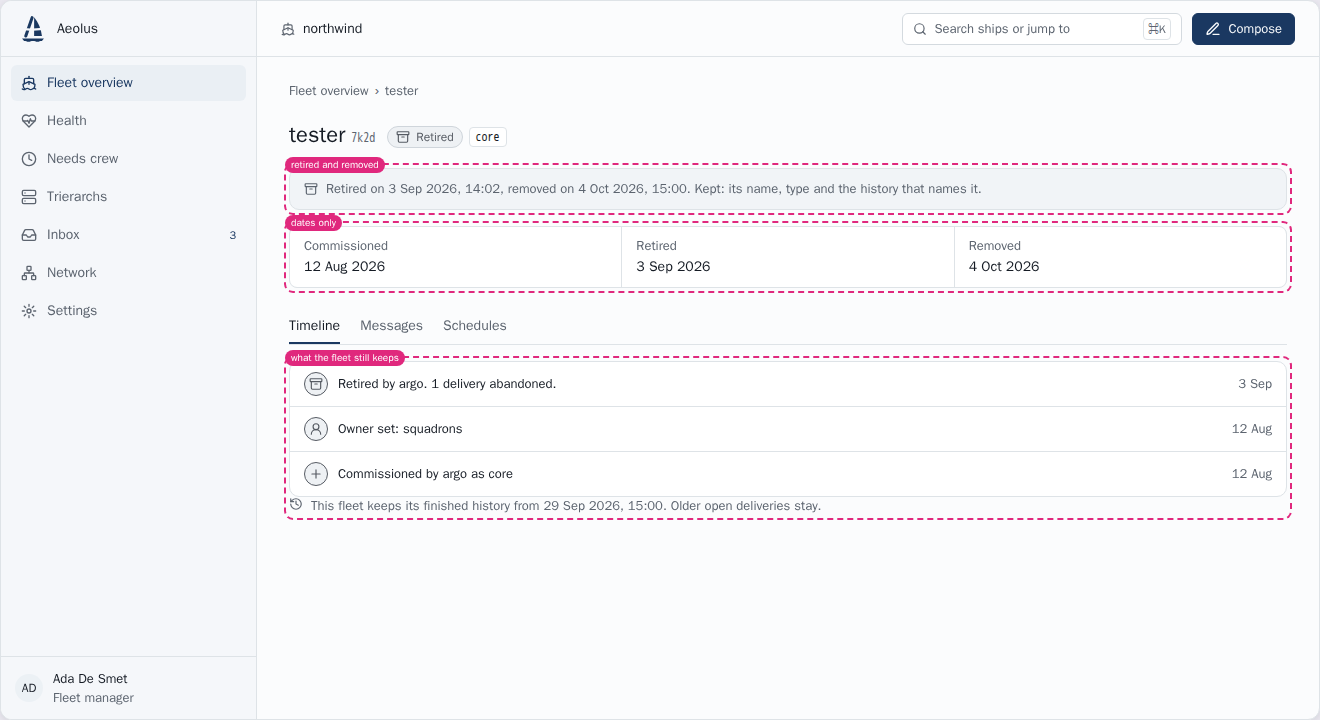 Aeolus
northwind
Search ships or jump to
⌘K
Compose
Fleet overview
Health
Needs crew
Trierarchs
Inbox 3
Network
Settings
Fleet overview › tester
tester 7k2d Retired core
retired and removed
Retired on 3 Sep 2026, 14:02, removed on 4 Oct 2026, 15:00. Kept: its name, type and the history that names it.
dates only
Commissioned
12 Aug 2026
Retired
3 Sep 2026
Removed
4 Oct 2026
Timeline Messages Schedules
what the fleet still keeps
Retired by argo. 1 delivery abandoned. 3 Sep
Owner set: squadrons 12 Aug
Commissioned by argo as core 12 Aug
This fleet keeps its finished history from 29 Sep 2026, 15:00. Older open deliveries stay.
AD
Ada De Smet
Fleet manager